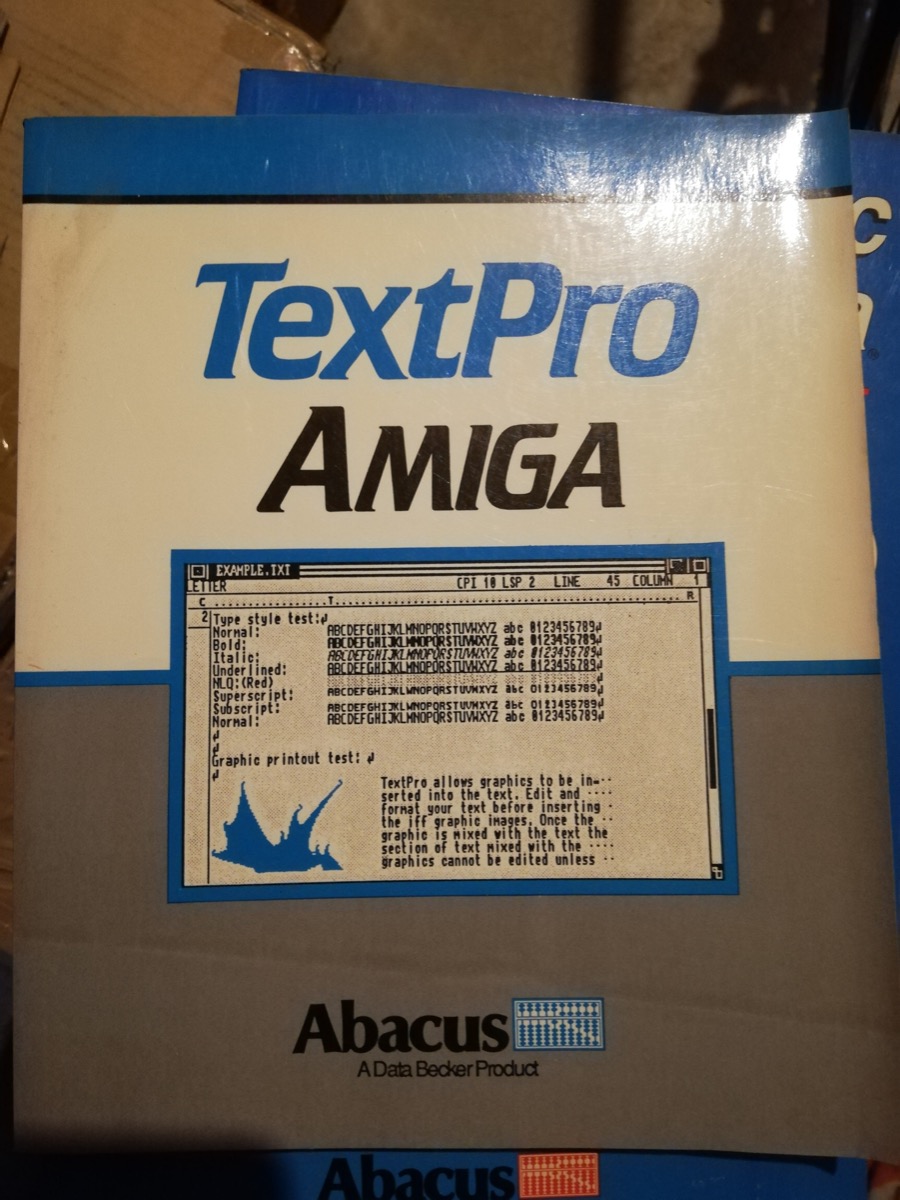 TextPro
AMIGA
EXAMPLE.TXT
LETTER CPI 10 LSP 2 LINE 45 COLUMN 1
C ..................T........................................................ R
2 Type style test:↲
Normal: ABCDEFGHIJKLMNOPQRSTUVWXYZ abc 0123456789↲
Bold: ABCDEFGHIJKLMNOPQRSTUVWXYZ abc 0123456789↲
Italic: ABCDEFGHIJKLMNOPQRSTUVWXYZ abc 0123456789↲
Underlined: ABCDEFGHIJKLMNOPQRSTUVWXYZ abc 0123456789↲
NLQ:(Red)
Superscript: ABCDEFGHIJKLMNOPQRSTUVWXYZ abc 0123456789↲
Subscript: ABCDEFGHIJKLMNOPQRSTUVWXYZ abc 0123456789↲
Normal: ABCDEFGHIJKLMNOPQRSTUVWXYZ abc 0123456789↲
↲
↲
Graphic printout test: ↲
↲
TextPro allows graphics to be in-··
serted into the text. Edit and ····
format your text before inserting ·
the iff graphic images. Once the ··
graphic is mixed with the text the
section of text mixed with the ····
graphics cannot be edited unless ··
Abacus
A Data Becker Product
Abacus